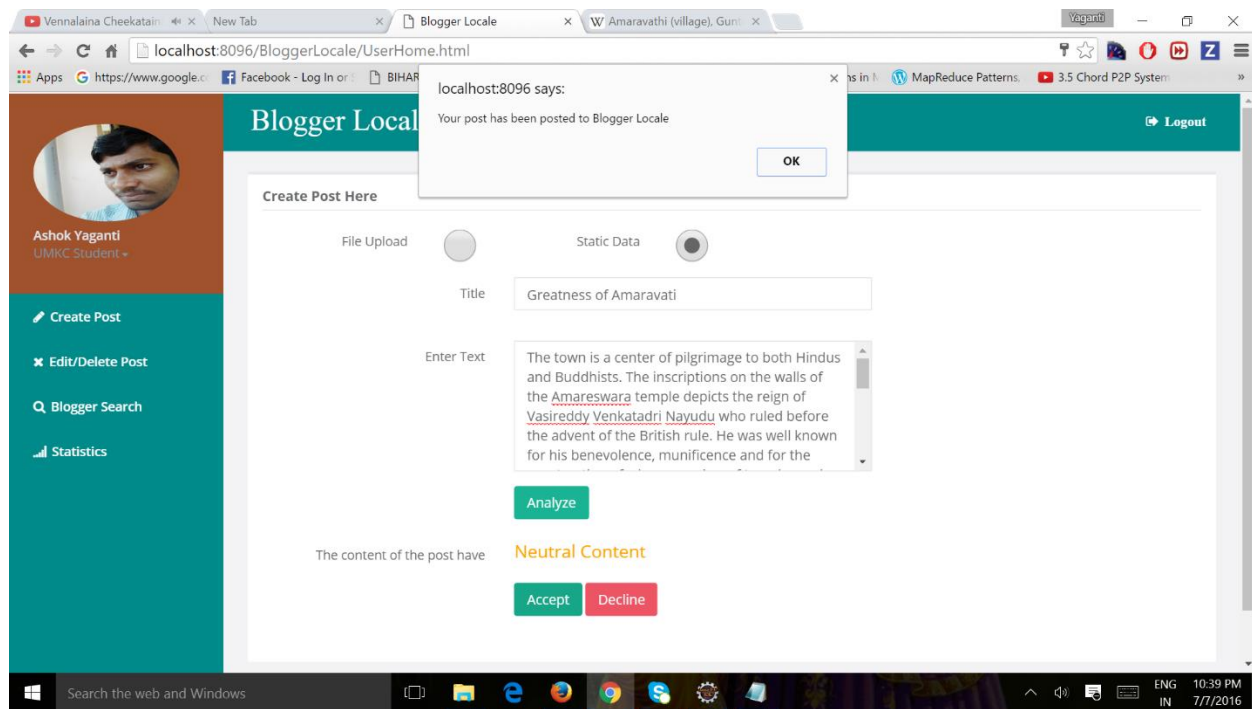 Vennalaina Cheekatain
New Tab
Blogger Locale
W Amaravathi (village), Gunt
Yaganti
localhost:8096/BloggerLocale/UserHome.html
Apps
https://www.google.c
Facebook - Log In or
BIHAR
ns in
MapReduce Patterns.
3.5 Chord P2P System
»
localhost:8096 says:
Your post has been posted to Blogger Locale
OK
Blogger Local
Logout
Ashok Yaganti
UMKC Student
Create Post
Edit/Delete Post
Blogger Search
Statistics
Create Post Here
File Upload
Static Data
Title
Greatness of Amaravati
Enter Text
The town is a center of pilgrimage to both Hindus
and Buddhists. The inscriptions on the walls of
the Amareswara temple depicts the reign of
Vasireddy Venkatadri Nayudu who ruled before
the advent of the British rule. He was well known
for his benevolence, munificence and for the
Analyze
The content of the post have
Neutral Content
Accept
Decline
Search the web and Windows
ENG
IN
10:39 PM
7/7/2016